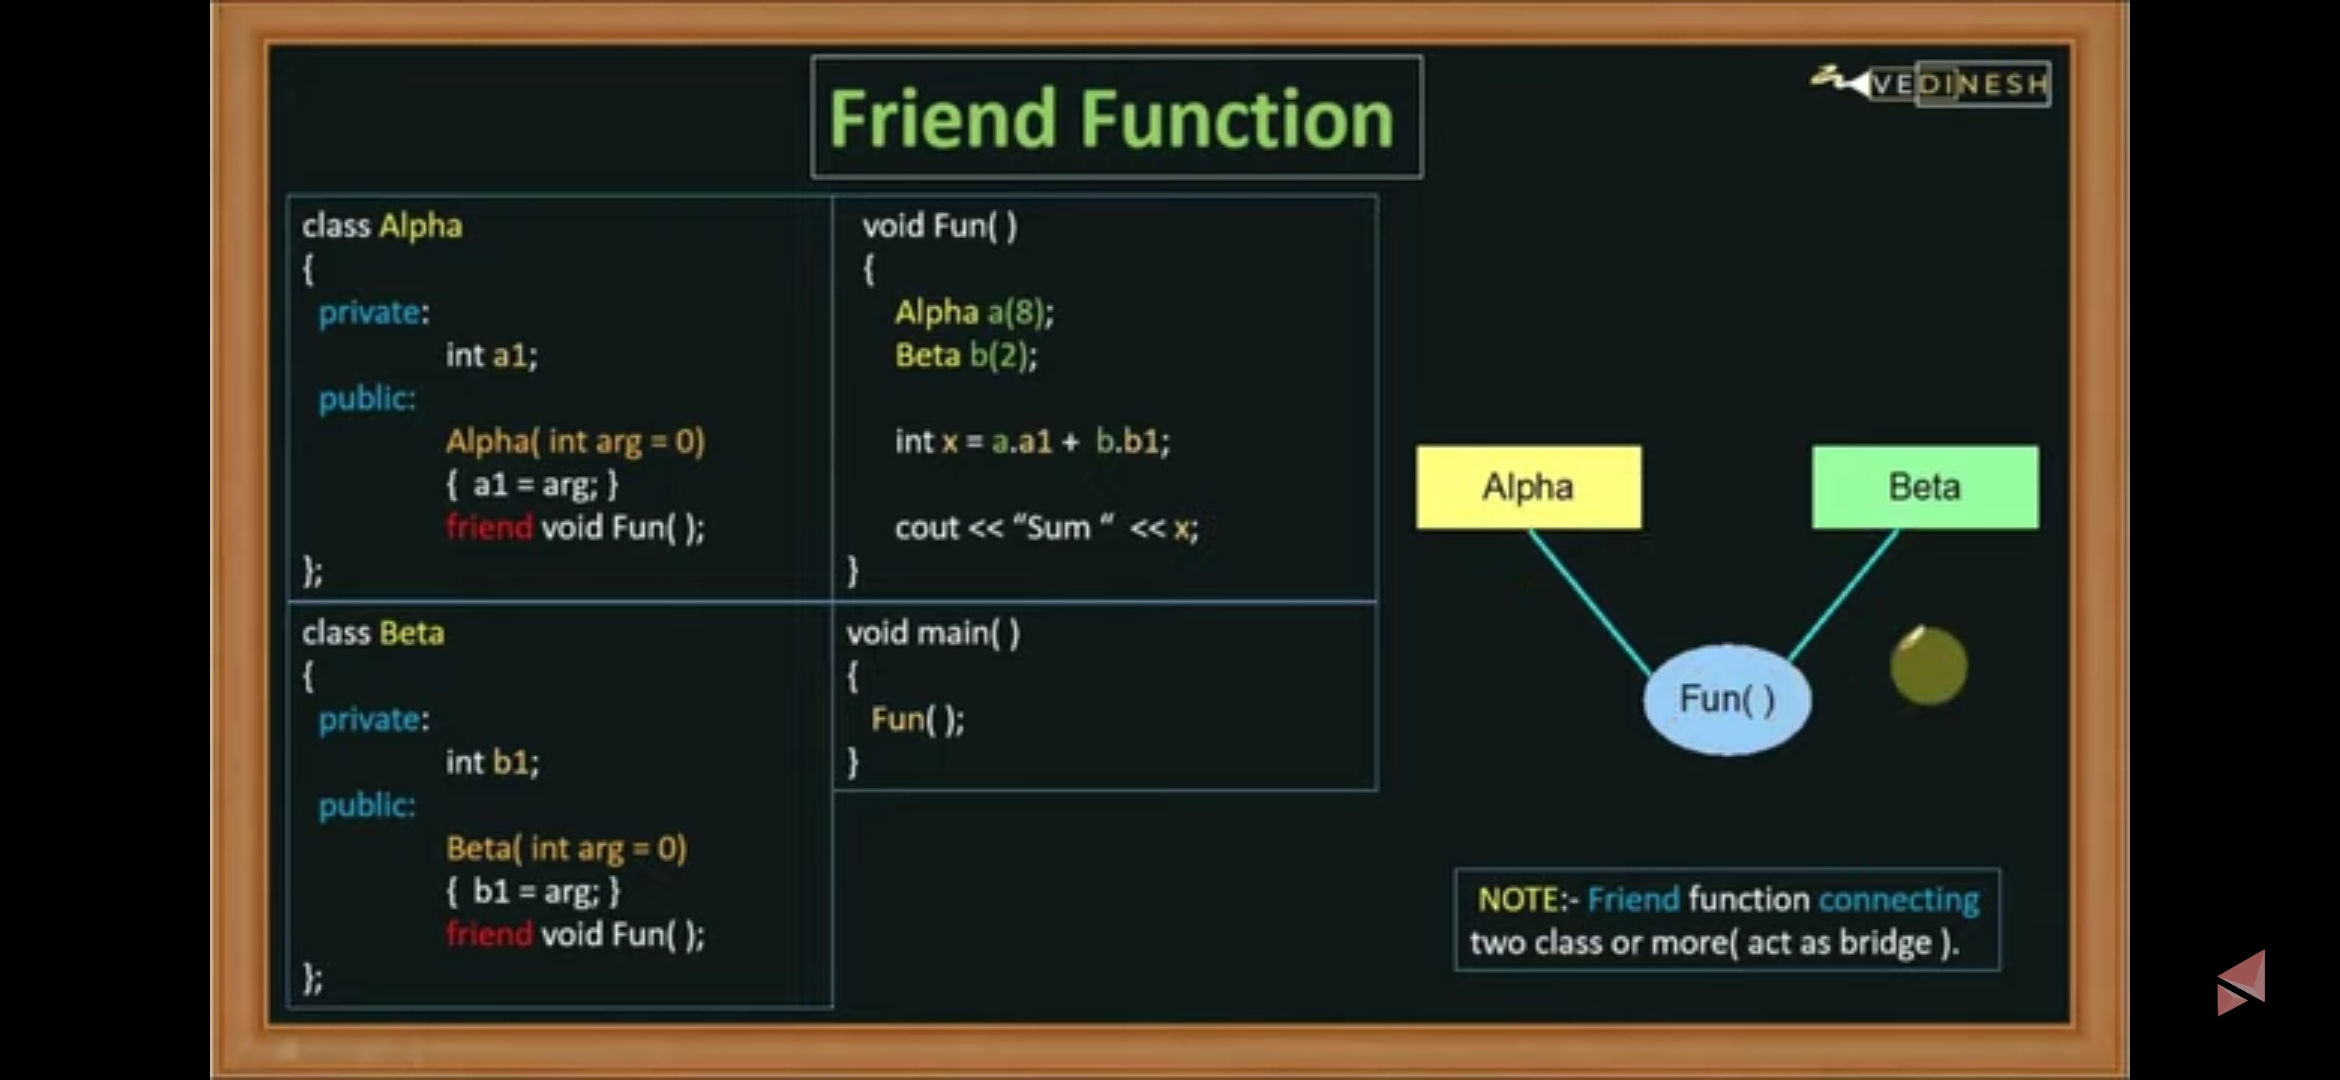 Friend Function
VEDINESH
class Alpha
{
private:
int a1;
public:
Alpha( int arg = 0)
{ a1 = arg; }
friend void Fun( );
};
class Beta
{
private:
int b1;
public:
Beta( int arg = 0)
{ b1 = arg; }
friend void Fun( );
};
void Fun( )
{
Alpha a(8);
Beta b(2);
int x = a.a1 + b.b1;
cout << “Sum “ << x;
}
void main( )
{
Fun( );
}
Alpha
Beta
Fun( )
NOTE:- Friend function connecting
two class or more( act as bridge ).